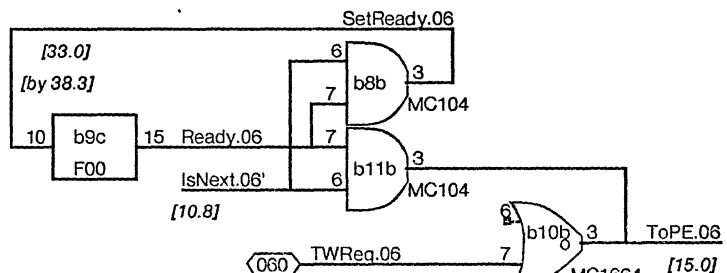 SetReady.06
[33.0]
[by 38.3]
6
b8b
3
7
MC104
10
b9c
15
Ready.06
F00
7
b11b
3
IsNext.06'
6
MC104
[10.8]
6
b10b
3
ToPE.06
060
TWReq.06
7
[15.0]